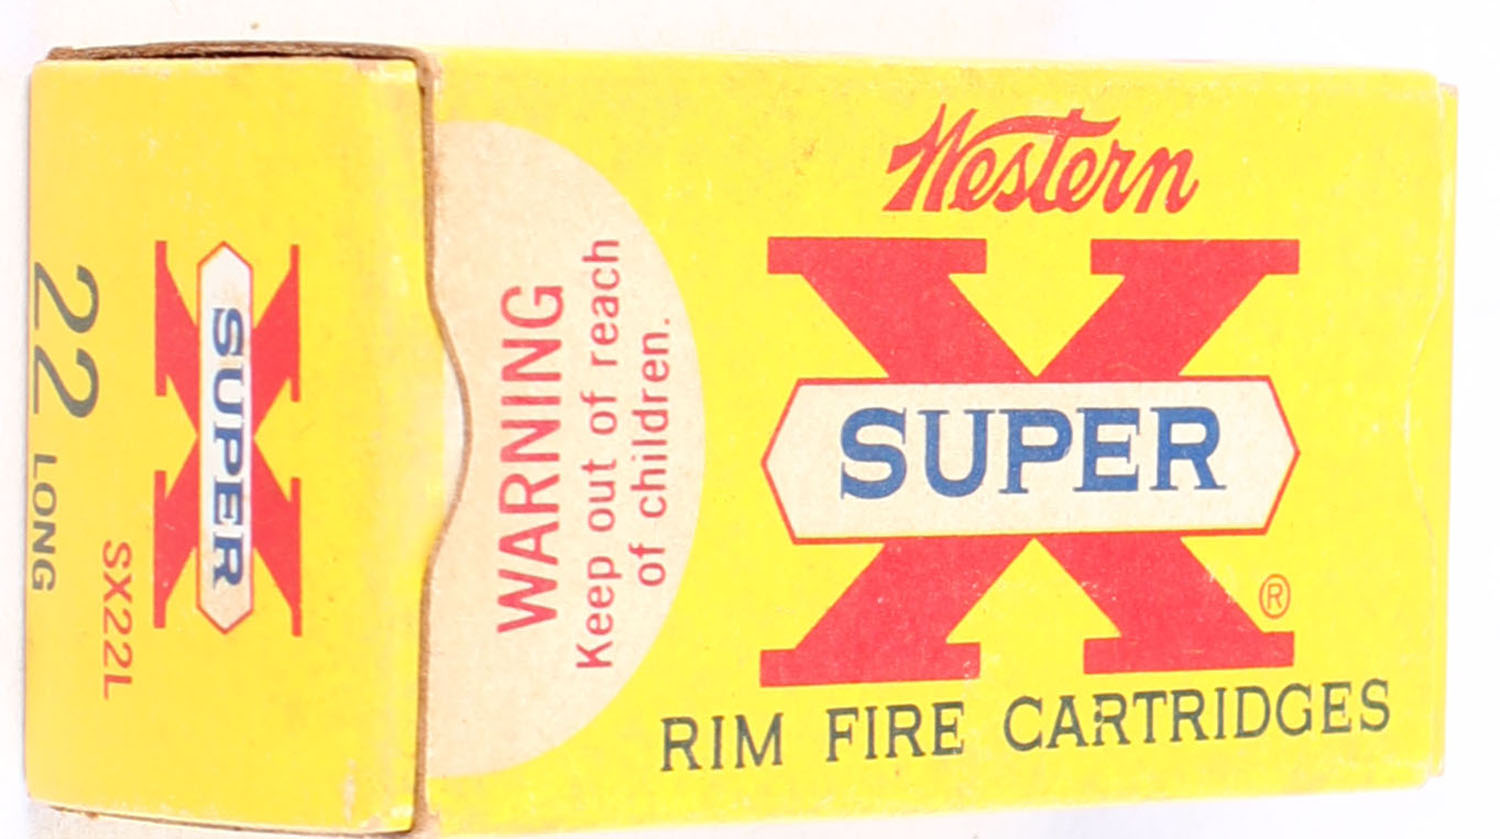 Western
SUPER X
®
RIM FIRE CARTRIDGES
WARNING
Keep out of reach
of children.
SUPER X
SX22L
22 LONG